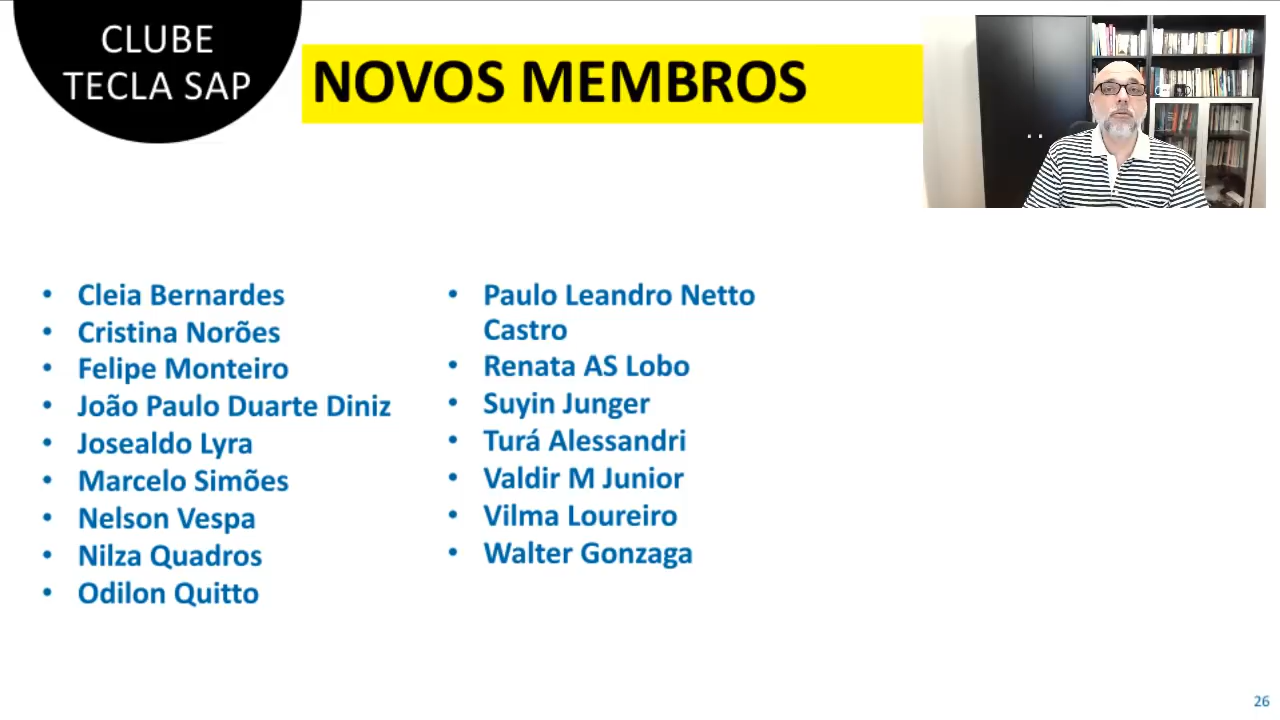 CLUBE
TECLA SAP
NOVOS MEMBROS
• Cleia Bernardes
• Cristina Norões
• Felipe Monteiro
• João Paulo Duarte Diniz
• Josealdo Lyra
• Marcelo Simões
• Nelson Vespa
• Nilza Quadros
• Odilon Quitto
• Paulo Leandro Netto
Castro
• Renata AS Lobo
• Suyin Junger
• Turá Alessandri
• Valdir M Junior
• Vilma Loureiro
• Walter Gonzaga
26